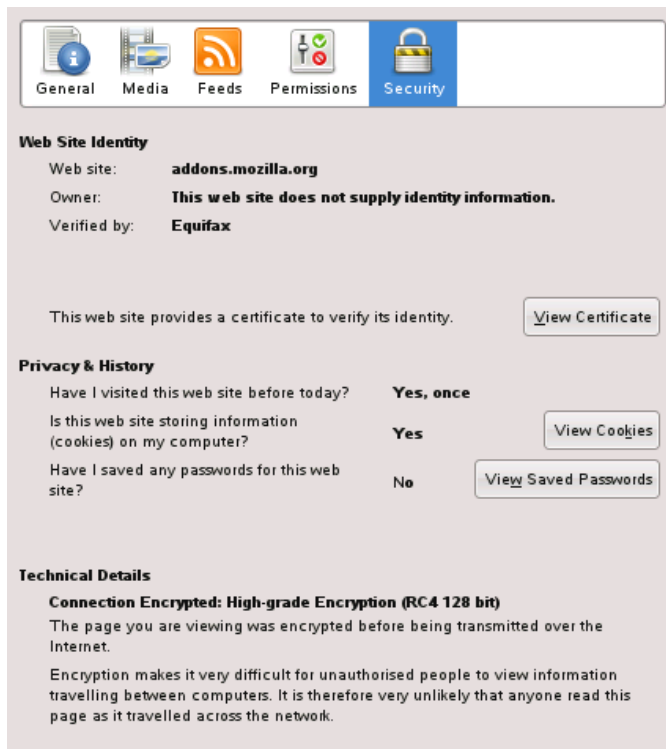 General Media Feeds Permissions Security
Web Site Identity
Web site: addons.mozilla.org
Owner: This web site does not supply identity information.
Verified by: Equifax
This web site provides a certificate to verify its identity. View Certificate
Privacy & History
Have I visited this web site before today? Yes, once
Is this web site storing information
(cookies) on my computer? Yes View Cookies
Have I saved any passwords for this web
site? No View Saved Passwords
Technical Details
Connection Encrypted: High-grade Encryption (RC4 128 bit)
The page you are viewing was encrypted before being transmitted over the
Internet.
Encryption makes it very difficult for unauthorised people to view information
travelling between computers. It is therefore very unlikely that anyone read this
page as it travelled across the network.